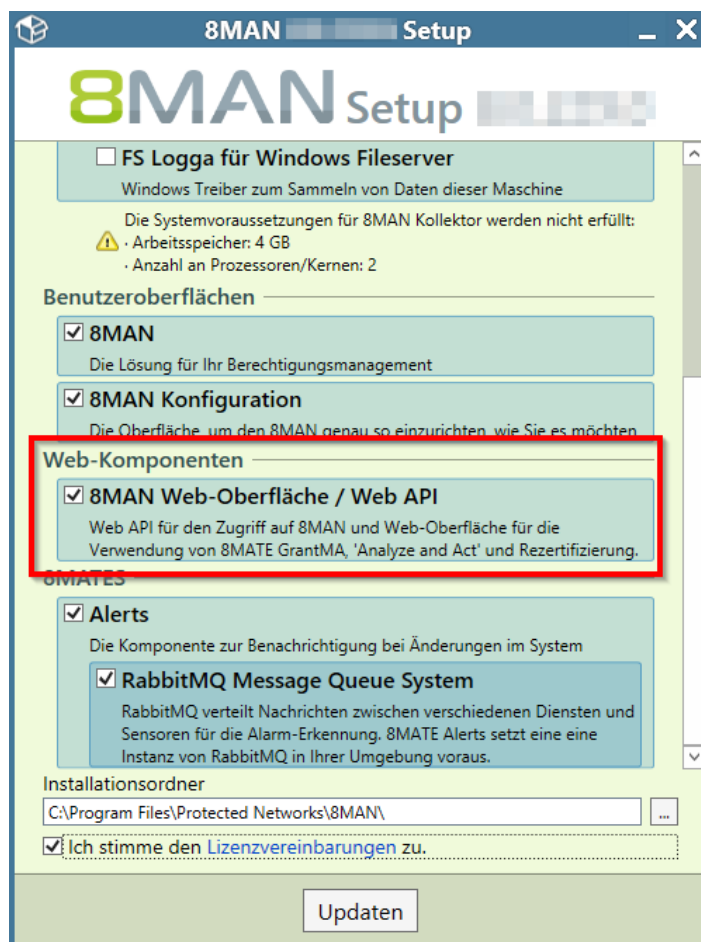 8MAN Setup
8MAN Setup
FS Logga für Windows Fileserver
Windows Treiber zum Sammeln von Daten dieser Maschine
Die Systemvoraussetzungen für 8MAN Kollektor werden nicht erfüllt:
· Arbeitsspeicher: 4 GB
· Anzahl an Prozessoren/Kernen: 2
Benutzeroberflächen
8MAN
Die Lösung für Ihr Berechtigungsmanagement
8MAN Konfiguration
Die Oberfläche, um den 8MAN genau so einzurichten, wie Sie es möchten
Web-Komponenten
8MAN Web-Oberfläche / Web API
Web API für den Zugriff auf 8MAN und Web-Oberfläche für die
Verwendung von 8MATE GrantMA, 'Analyze and Act' und Rezertifizierung.
8MATES
Alerts
Die Komponente zur Benachrichtigung bei Änderungen im System
RabbitMQ Message Queue System
RabbitMQ verteilt Nachrichten zwischen verschiedenen Diensten und
Sensoren für die Alarm-Erkennung. 8MATE Alerts setzt eine eine
Instanz von RabbitMQ in Ihrer Umgebung voraus.
Installationsordner
C:\Program Files\Protected Networks\8MAN\
...
Ich stimme den Lizenzvereinbarungen zu.
Updaten